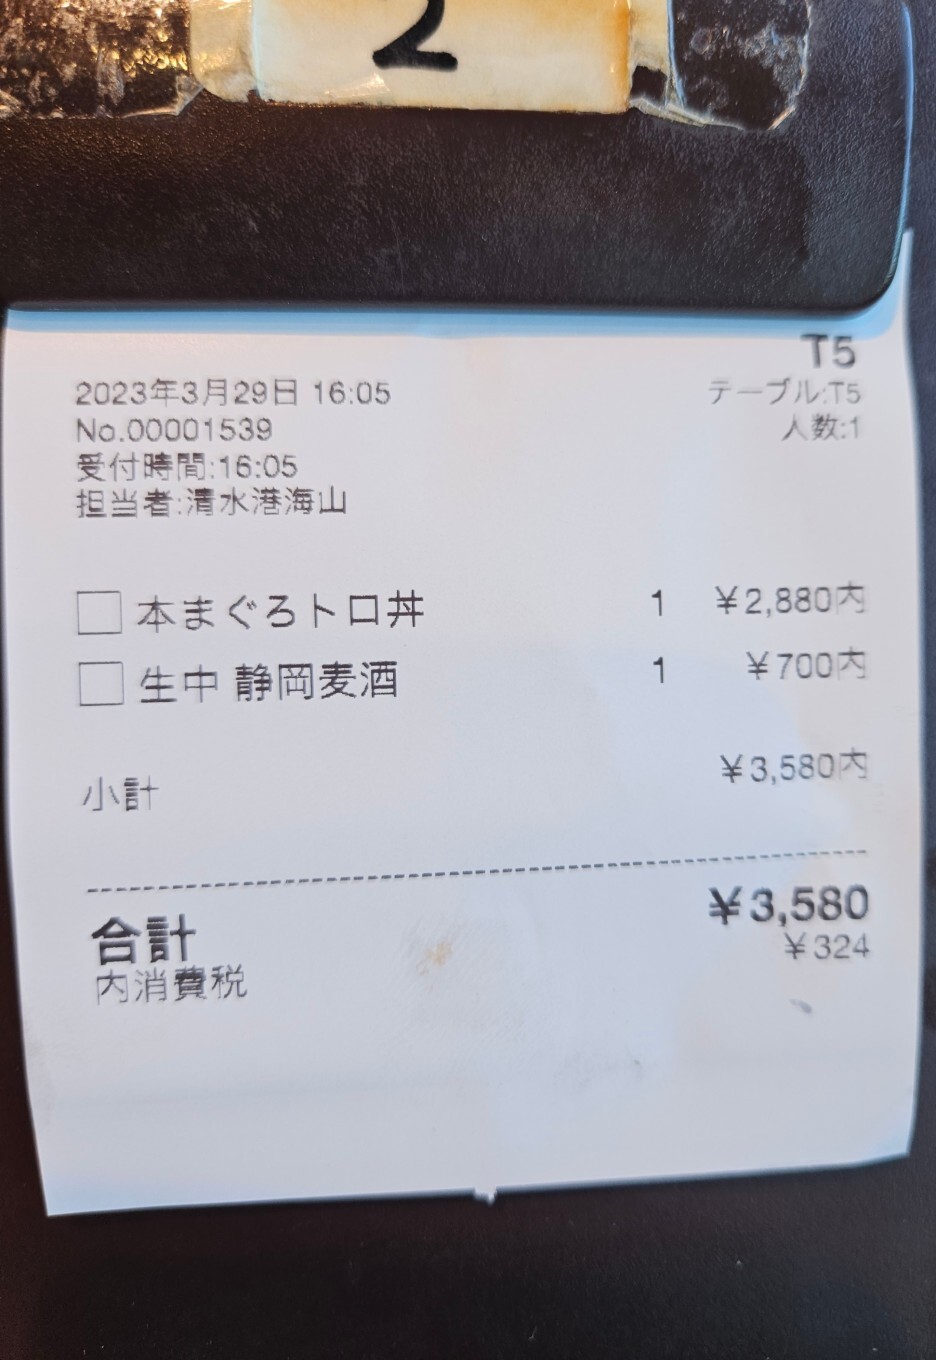 2
T5
2023年3月29日 16:05 テーブル:T5
No.00001539 人数:1
受付時間:16:05
担当者:清水港海山
本まぐろトロ丼 1 ¥2,880内
生中 静岡麦酒 1 ¥700内
小計 ¥3,580内
合計 ¥3,580
内消費税 ¥324